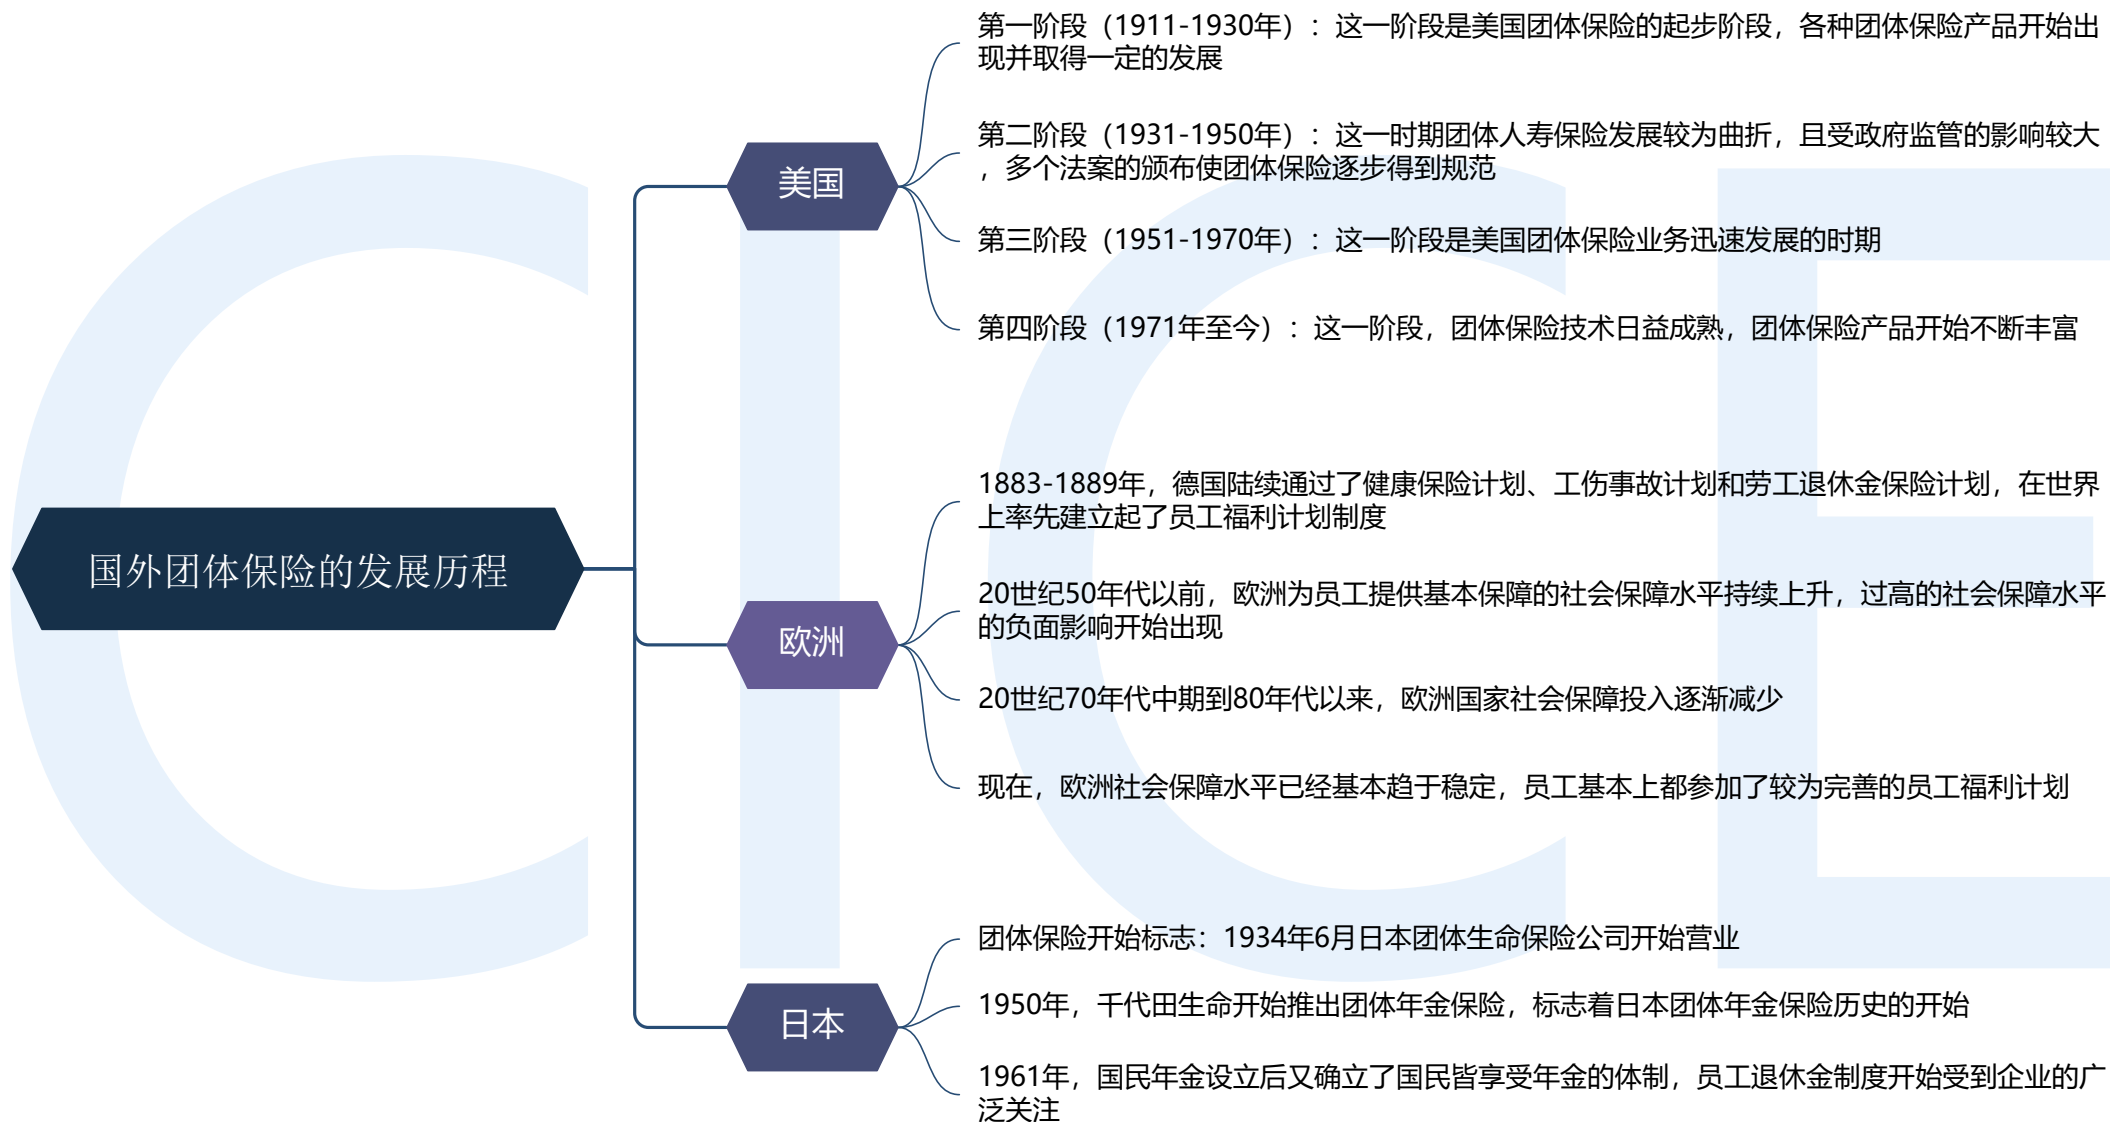 国外团体保险的发展历程
美国
第一阶段（1911-1930年）：这一阶段是美国团体保险的起步阶段，各种团体保险产品开始出
现并取得一定的发展
第二阶段（1931-1950年）：这一时期团体人寿保险发展较为曲折，且受政府监管的影响较大
，多个法案的颁布使团体保险逐步得到规范
第三阶段（1951-1970年）：这一阶段是美国团体保险业务迅速发展的时期
第四阶段（1971年至今）：这一阶段，团体保险技术日益成熟，团体保险产品开始不断丰富
欧洲
1883-1889年，德国陆续通过了健康保险计划、工伤事故计划和劳工退休金保险计划，在世界
上率先建立起了员工福利计划制度
20世纪50年代以前，欧洲为员工提供基本保障的社会保障水平持续上升，过高的社会保障水平
的负面影响开始出现
20世纪70年代中期到80年代以来，欧洲国家社会保障投入逐渐减少
现在，欧洲社会保障水平已经基本趋于稳定，员工基本上都参加了较为完善的员工福利计划
日本
团体保险开始标志：1934年6月日本团体生命保险公司开始营业
1950年，千代田生命开始推出团体年金保险，标志着日本团体年金保险历史的开始
1961年，国民年金设立后又确立了国民皆享受年金的体制，员工退休金制度开始受到企业的广
泛关注
CICE